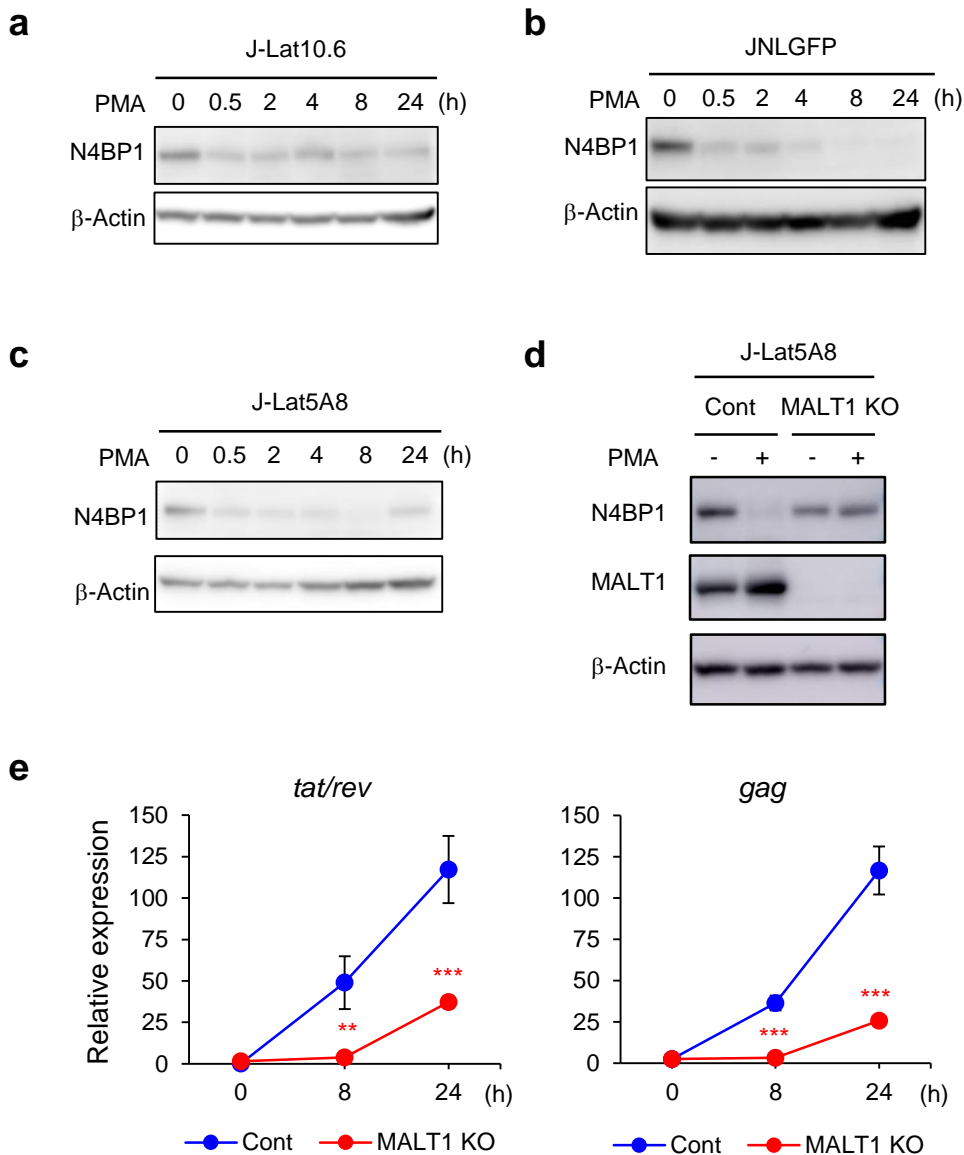 a
J-Lat10.6
PMA 0 0.5 2 4 8 24 (h)
N4BP1
β-Actin
b
JNLGFP
PMA 0 0.5 2 4 8 24 (h)
N4BP1
β-Actin
c
J-Lat5A8
PMA 0 0.5 2 4 8 24 (h)
N4BP1
β-Actin
d
J-Lat5A8
Cont MALT1 KO
PMA - + - +
N4BP1
MALT1
β-Actin
e
tat/rev
Relative expression
150
125
100
75
50
25
0
***
**
0 8 24 (h)
Cont MALT1 KO
gag
150
125
100
75
50
25
0
***
***
0 8 24 (h)
Cont MALT1 KO